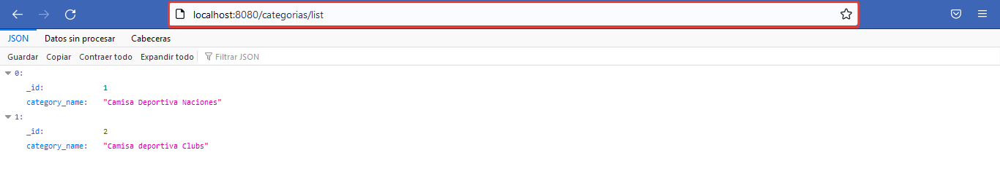 localhost:8080/categorias/list
JSON Datos sin procesar Cabeceras
Guardar Copiar Contraer todo Expandir todo Filtrar JSON
0:
_id: 1
category_name: "Camisa Deportiva Naciones"
1:
_id: 2
category_name: "Camisa deportiva Clubs"